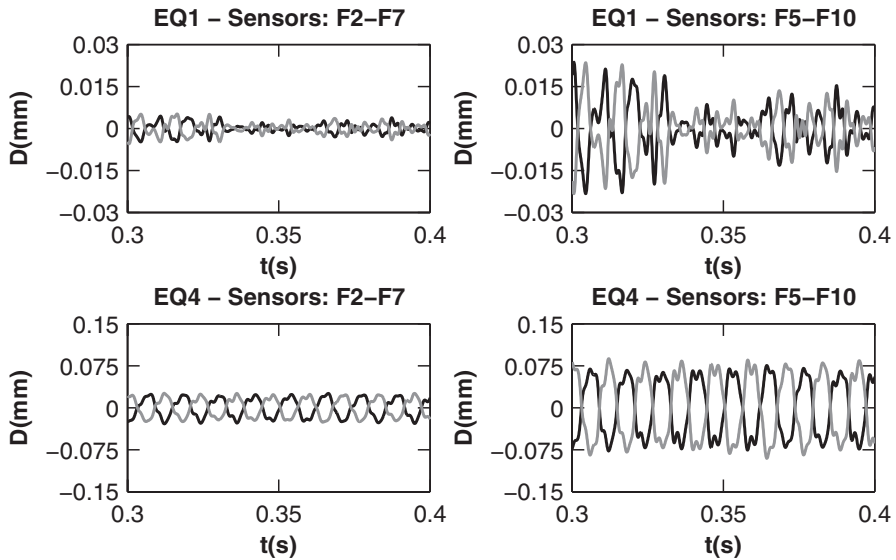 EQ1 – Sensors: F2–F7
0.03
0.015
0
−0.015
−0.03
D(mm)
0.3
0.35
0.4
t(s)
EQ1 – Sensors: F5–F10
0.03
0.015
0
−0.015
−0.03
D(mm)
0.3
0.35
0.4
t(s)
EQ4 – Sensors: F2–F7
0.15
0.075
0
−0.075
−0.15
D(mm)
0.3
0.35
0.4
t(s)
EQ4 – Sensors: F5–F10
0.15
0.075
0
−0.075
−0.15
D(mm)
0.3
0.35
0.4
t(s)